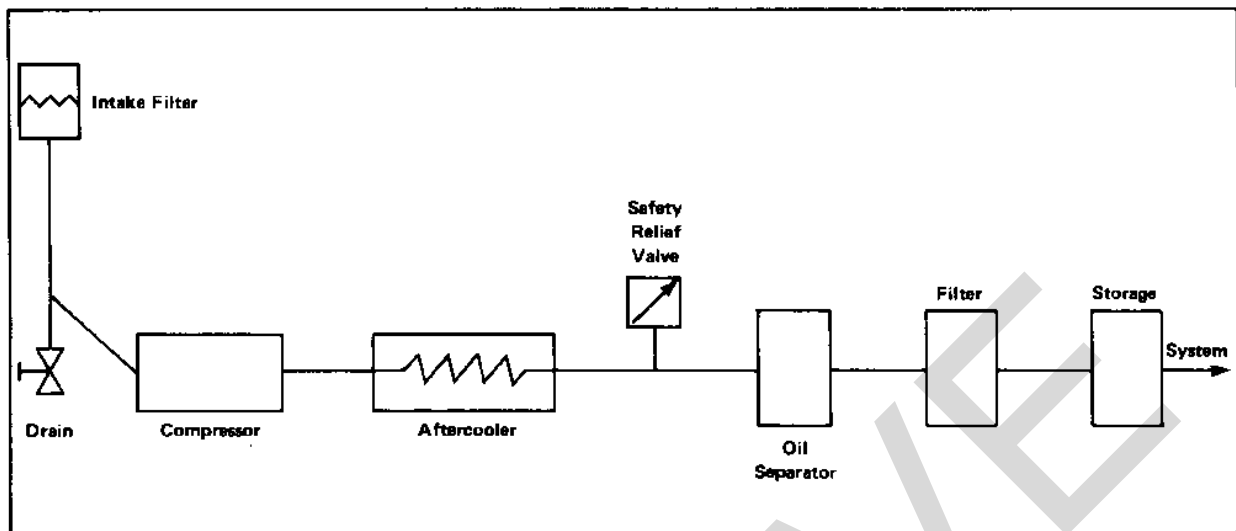 Intake Filter
Safety
Relief
Valve
Filter
Storage
System
Drain
Compressor
Aftercooler
Oil
Separator